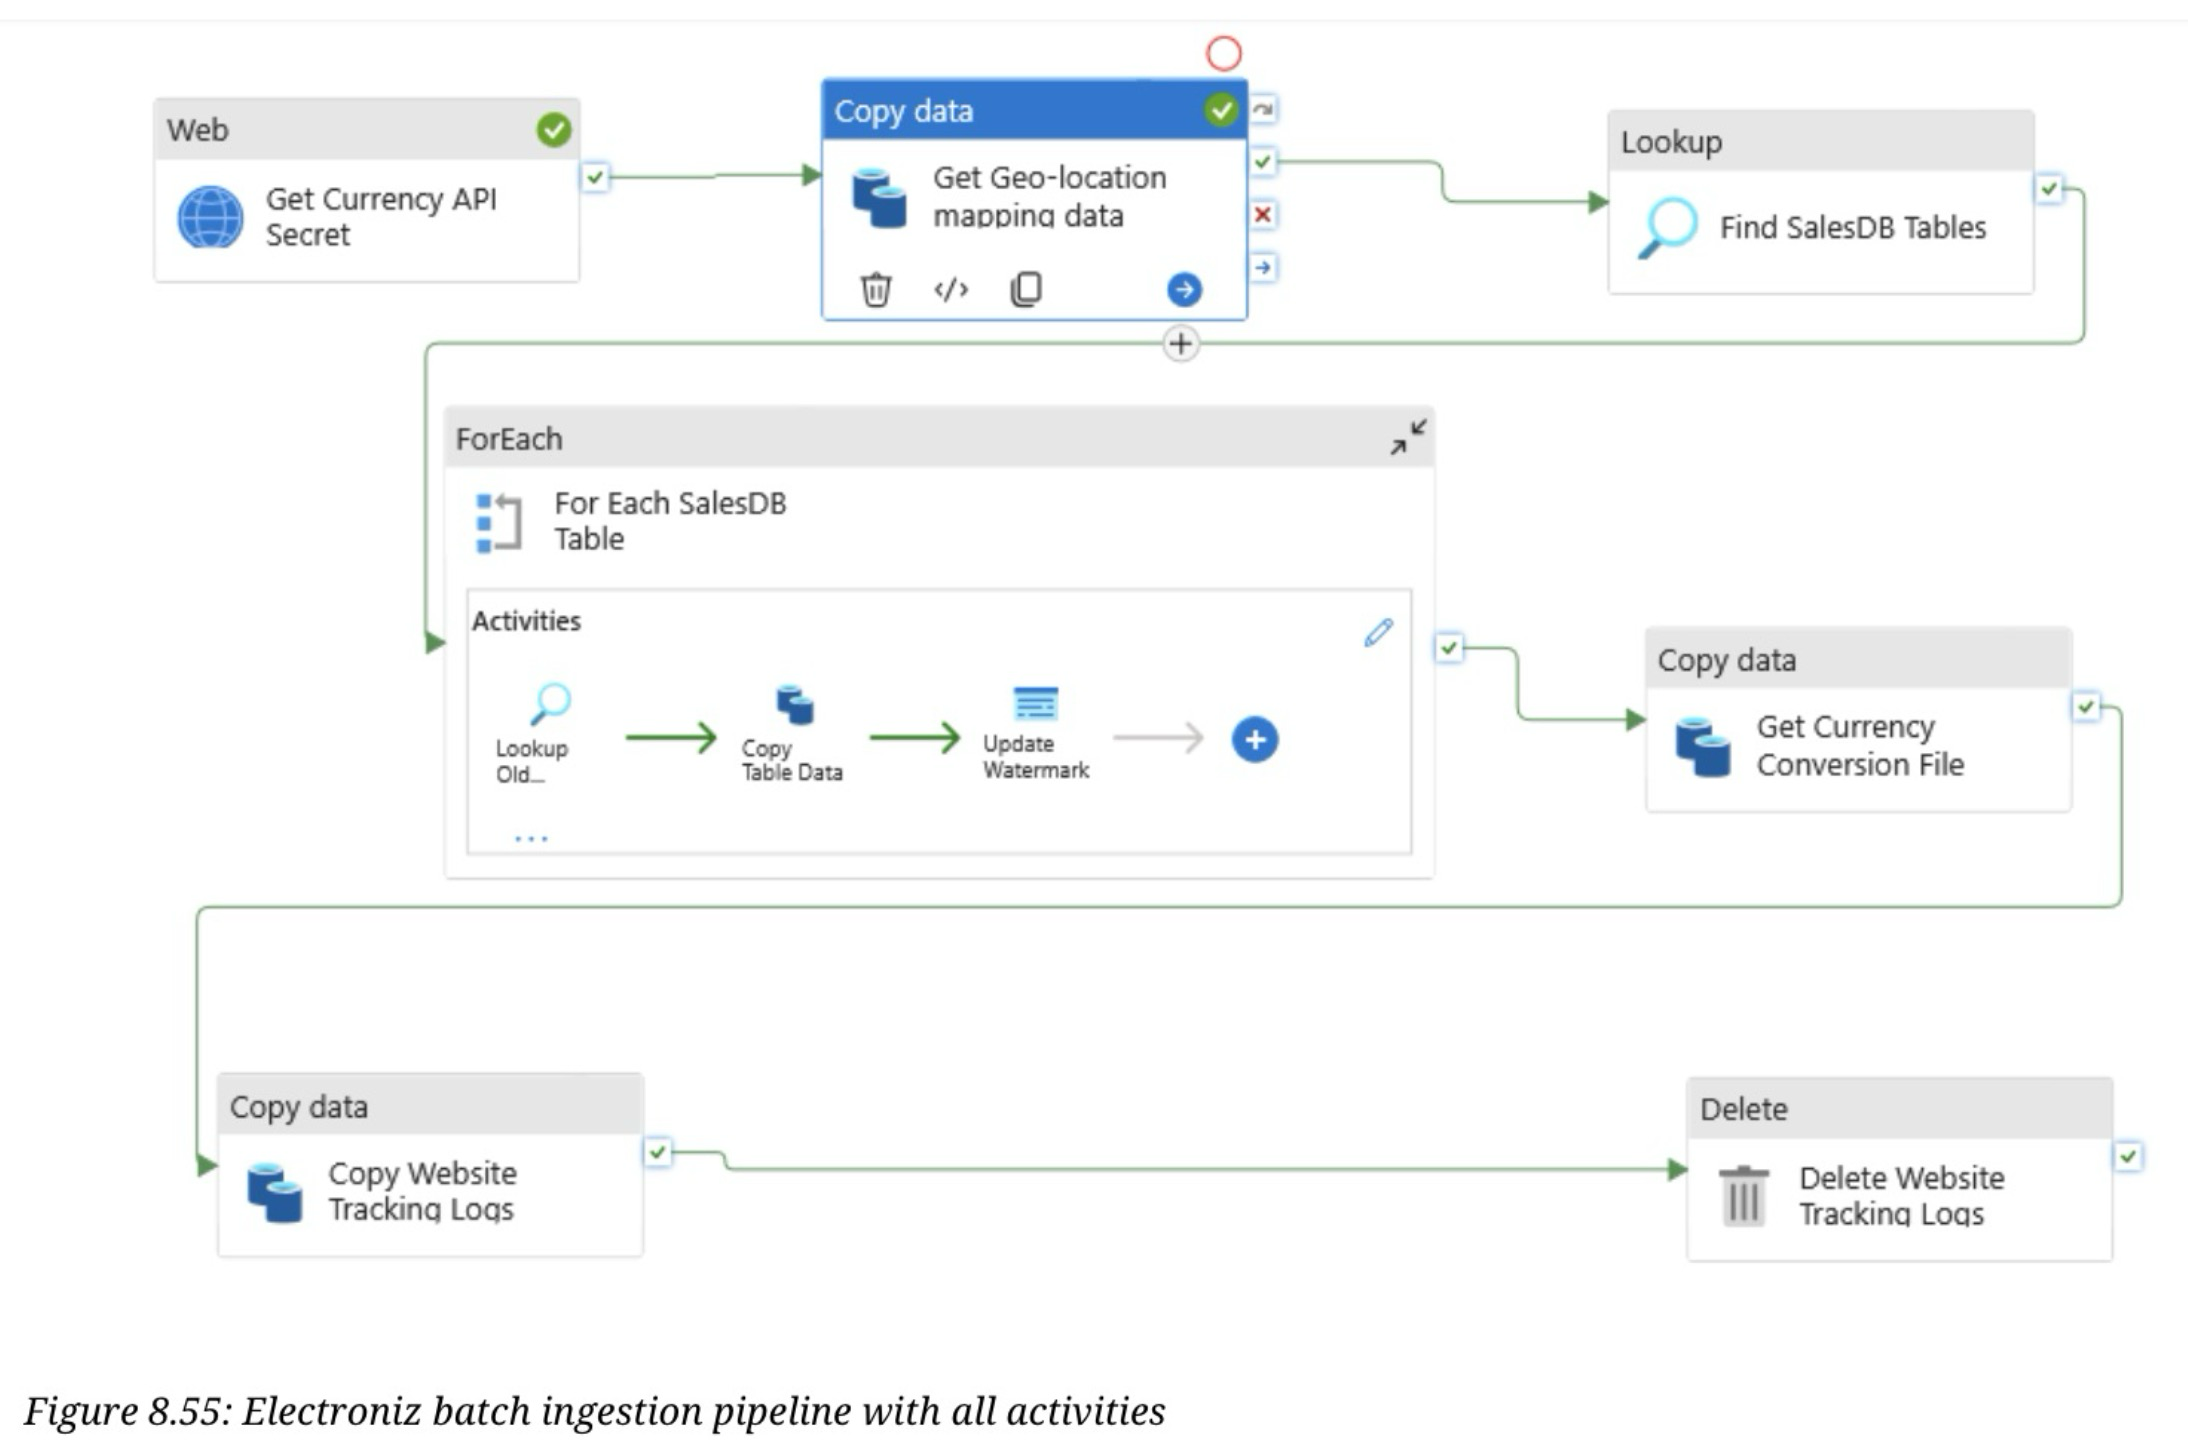 Web
Get Currency API
Secret
Copy data
Get Geo-location
mapping data
</>
Lookup
Find SalesDB Tables
ForEach
For Each SalesDB
Table
Activities
Lookup
Old...
Copy
Table Data
Update
Watermark
...
Copy data
Get Currency
Conversion File
Copy data
Copy Website
Tracking Logs
Delete
Delete Website
Tracking Logs
Figure 8.55: Electroniz batch ingestion pipeline with all activities